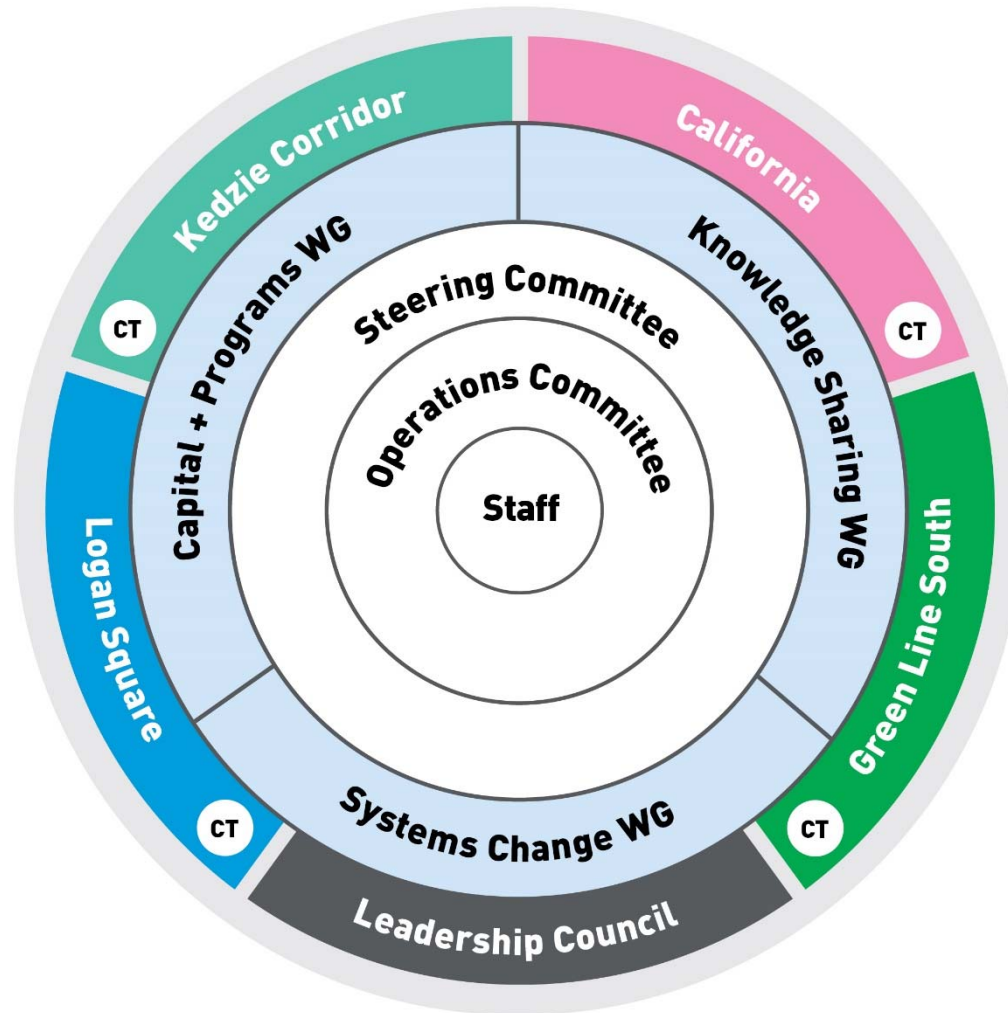 Kedzie Corridor
California
CT
CT
Capital + Programs WG
Knowledge Sharing WG
Steering Committee
Operations Committee
Staff
Logan Square
Green Line South
CT
CT
Systems Change WG
Leadership Council